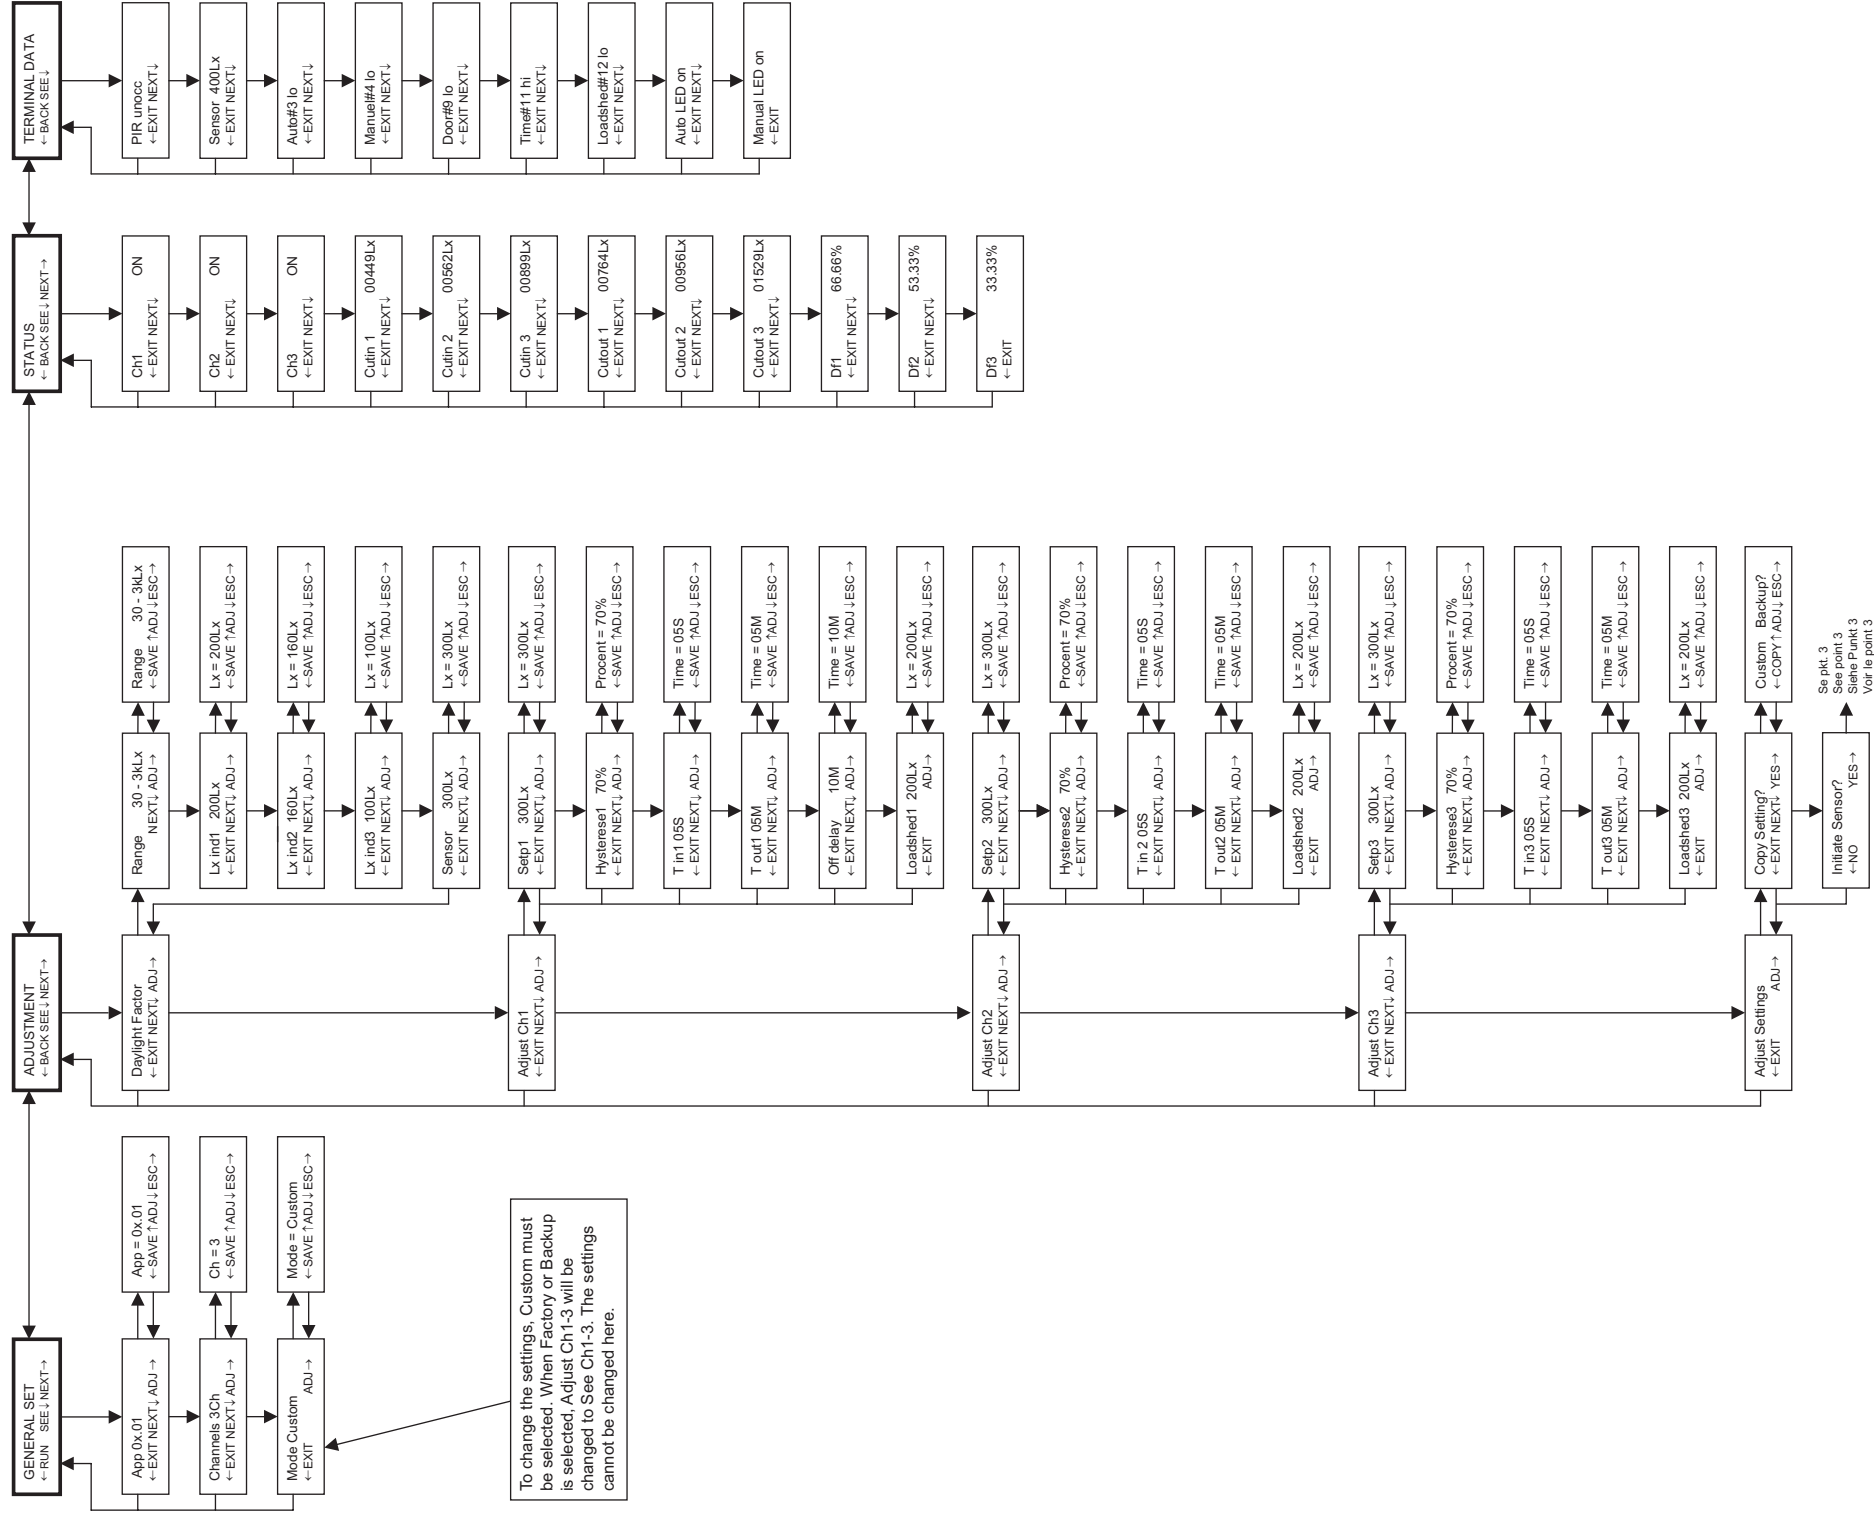 GENERAL SET
←RUN SEE↓ NEXT→
App 0x.01
←EXIT NEXT↓ ADJ →
App = 0x.01
←SAVE ↑ADJ ↓ESC→
Channels 3Ch
←EXIT NEXT↓ ADJ →
Ch = 3
←SAVE ↑ADJ ↓ESC→
Mode Custom
←EXIT ADJ →
Mode = Custom
←SAVE ↑ADJ ↓ESC→
To change the settings, Custom must
be selected. When Factory or Backup
is selected, Adjust Ch1-3 will be
changed to See Ch1-3. The settings
cannot be changed here.
ADJUSTMENT
←BACK SEE↓ NEXT→
Daylight Factor
←EXIT NEXT↓ ADJ→
Range 30 - 3kLx
NEXT↓ ADJ→
Range 30 - 3kLx
←SAVE ↑ADJ ↓ESC→
Lx ind1 200Lx
←EXIT NEXT↓ ADJ→
Lx = 200Lx
←SAVE ↑ADJ ↓ESC→
Lx ind2 160Lx
←EXIT NEXT↓ ADJ→
Lx = 160Lx
←SAVE ↑ADJ ↓ESC→
Lx ind3 100Lx
←EXIT NEXT↓ ADJ→
Lx = 100Lx
←SAVE ↑ADJ ↓ESC→
Sensor 300Lx
←EXIT NEXT↓ ADJ→
Lx = 300Lx
←SAVE ↑ADJ ↓ESC→
Adjust Ch1
←EXIT NEXT↓ ADJ→
Setp1 300Lx
←EXIT NEXT↓ ADJ→
Lx = 300Lx
←SAVE ↑ADJ ↓ESC→
Hysterese1 70%
←EXIT NEXT↓ ADJ→
Procent = 70%
←SAVE ↑ADJ ↓ESC→
T in1 05S
←EXIT NEXT↓ ADJ→
Time = 05S
←SAVE ↑ADJ ↓ESC→
T out1 05M
←EXIT NEXT↓ ADJ→
Time = 05M
←SAVE ↑ADJ ↓ESC→
Off delay 10M
←EXIT NEXT↓ ADJ→
Time = 10M
←SAVE ↑ADJ ↓ESC→
Loadshed1 200Lx
←EXIT ADJ→
Lx = 200Lx
←SAVE ↑ADJ ↓ESC→
Adjust Ch2
←EXIT NEXT↓ ADJ→
Setp2 300Lx
←EXIT NEXT↓ ADJ→
Lx = 300Lx
←SAVE ↑ADJ ↓ESC→
Hysterese2 70%
←EXIT NEXT↓ ADJ→
Procent = 70%
←SAVE ↑ADJ ↓ESC→
T in 2 05S
←EXIT NEXT↓ ADJ→
Time = 05S
←SAVE ↑ADJ ↓ESC→
T out2 05M
←EXIT NEXT↓ ADJ→
Time = 05M
←SAVE ↑ADJ ↓ESC→
Loadshed2 200Lx
←EXIT ADJ→
Lx = 200Lx
←SAVE ↑ADJ ↓ESC→
Adjust Ch3
←EXIT NEXT↓ ADJ→
Setp3 300Lx
←EXIT NEXT↓ ADJ→
Lx = 300Lx
←SAVE ↑ADJ ↓ESC→
Hysterese3 70%
←EXIT NEXT↓ ADJ→
Procent = 70%
←SAVE ↑ADJ ↓ESC→
T in3 05S
←EXIT NEXT↓ ADJ→
Time = 05S
←SAVE ↑ADJ ↓ESC→
T out3 05M
←EXIT NEXT↓ ADJ→
Time = 05M
←SAVE ↑ADJ ↓ESC→
Loadshed3 200Lx
←EXIT ADJ→
Lx = 200Lx
←SAVE ↑ADJ ↓ESC→
Adjust Settings
←EXIT ADJ→
Copy Setting?
←EXIT NEXT↓ YES→
Custom Backup?
←COPY↑ ADJ↓ ESC→
Initiate Sensor?
←NO YES→
Se pkt. 3
See point 3
Siehe Punkt 3
Voir le point 3
STATUS
← BACK SEE ↓ NEXT→
Ch1 ON
←EXIT NEXT↓
Ch2 ON
←EXIT NEXT↓
Ch3 ON
←EXIT NEXT↓
Cutin 1 00449Lx
←EXIT NEXT↓
Cutin 2 00562Lx
←EXIT NEXT↓
Cutin 3 00899Lx
←EXIT NEXT↓
Cutout 1 00764Lx
←EXIT NEXT↓
Cutout 2 00956Lx
←EXIT NEXT↓
Cutout 3 01529Lx
←EXIT NEXT↓
Df1 66.66%
←EXIT NEXT↓
Df2 53.33%
←EXIT NEXT↓
Df3 33.33%
←EXIT
TERMINAL DATA
←BACK SEE↓
PIR unocc
←EXIT NEXT↓
Sensor 400Lx
←EXIT NEXT↓
Auto#3 lo
←EXIT NEXT↓
Manuel#4 lo
←EXIT NEXT↓
Door#9 lo
←EXIT NEXT↓
Time#11 hi
←EXIT NEXT↓
Loadshed#12 lo
←EXIT NEXT↓
Auto LED on
←EXIT NEXT↓
Manual LED on
←EXIT